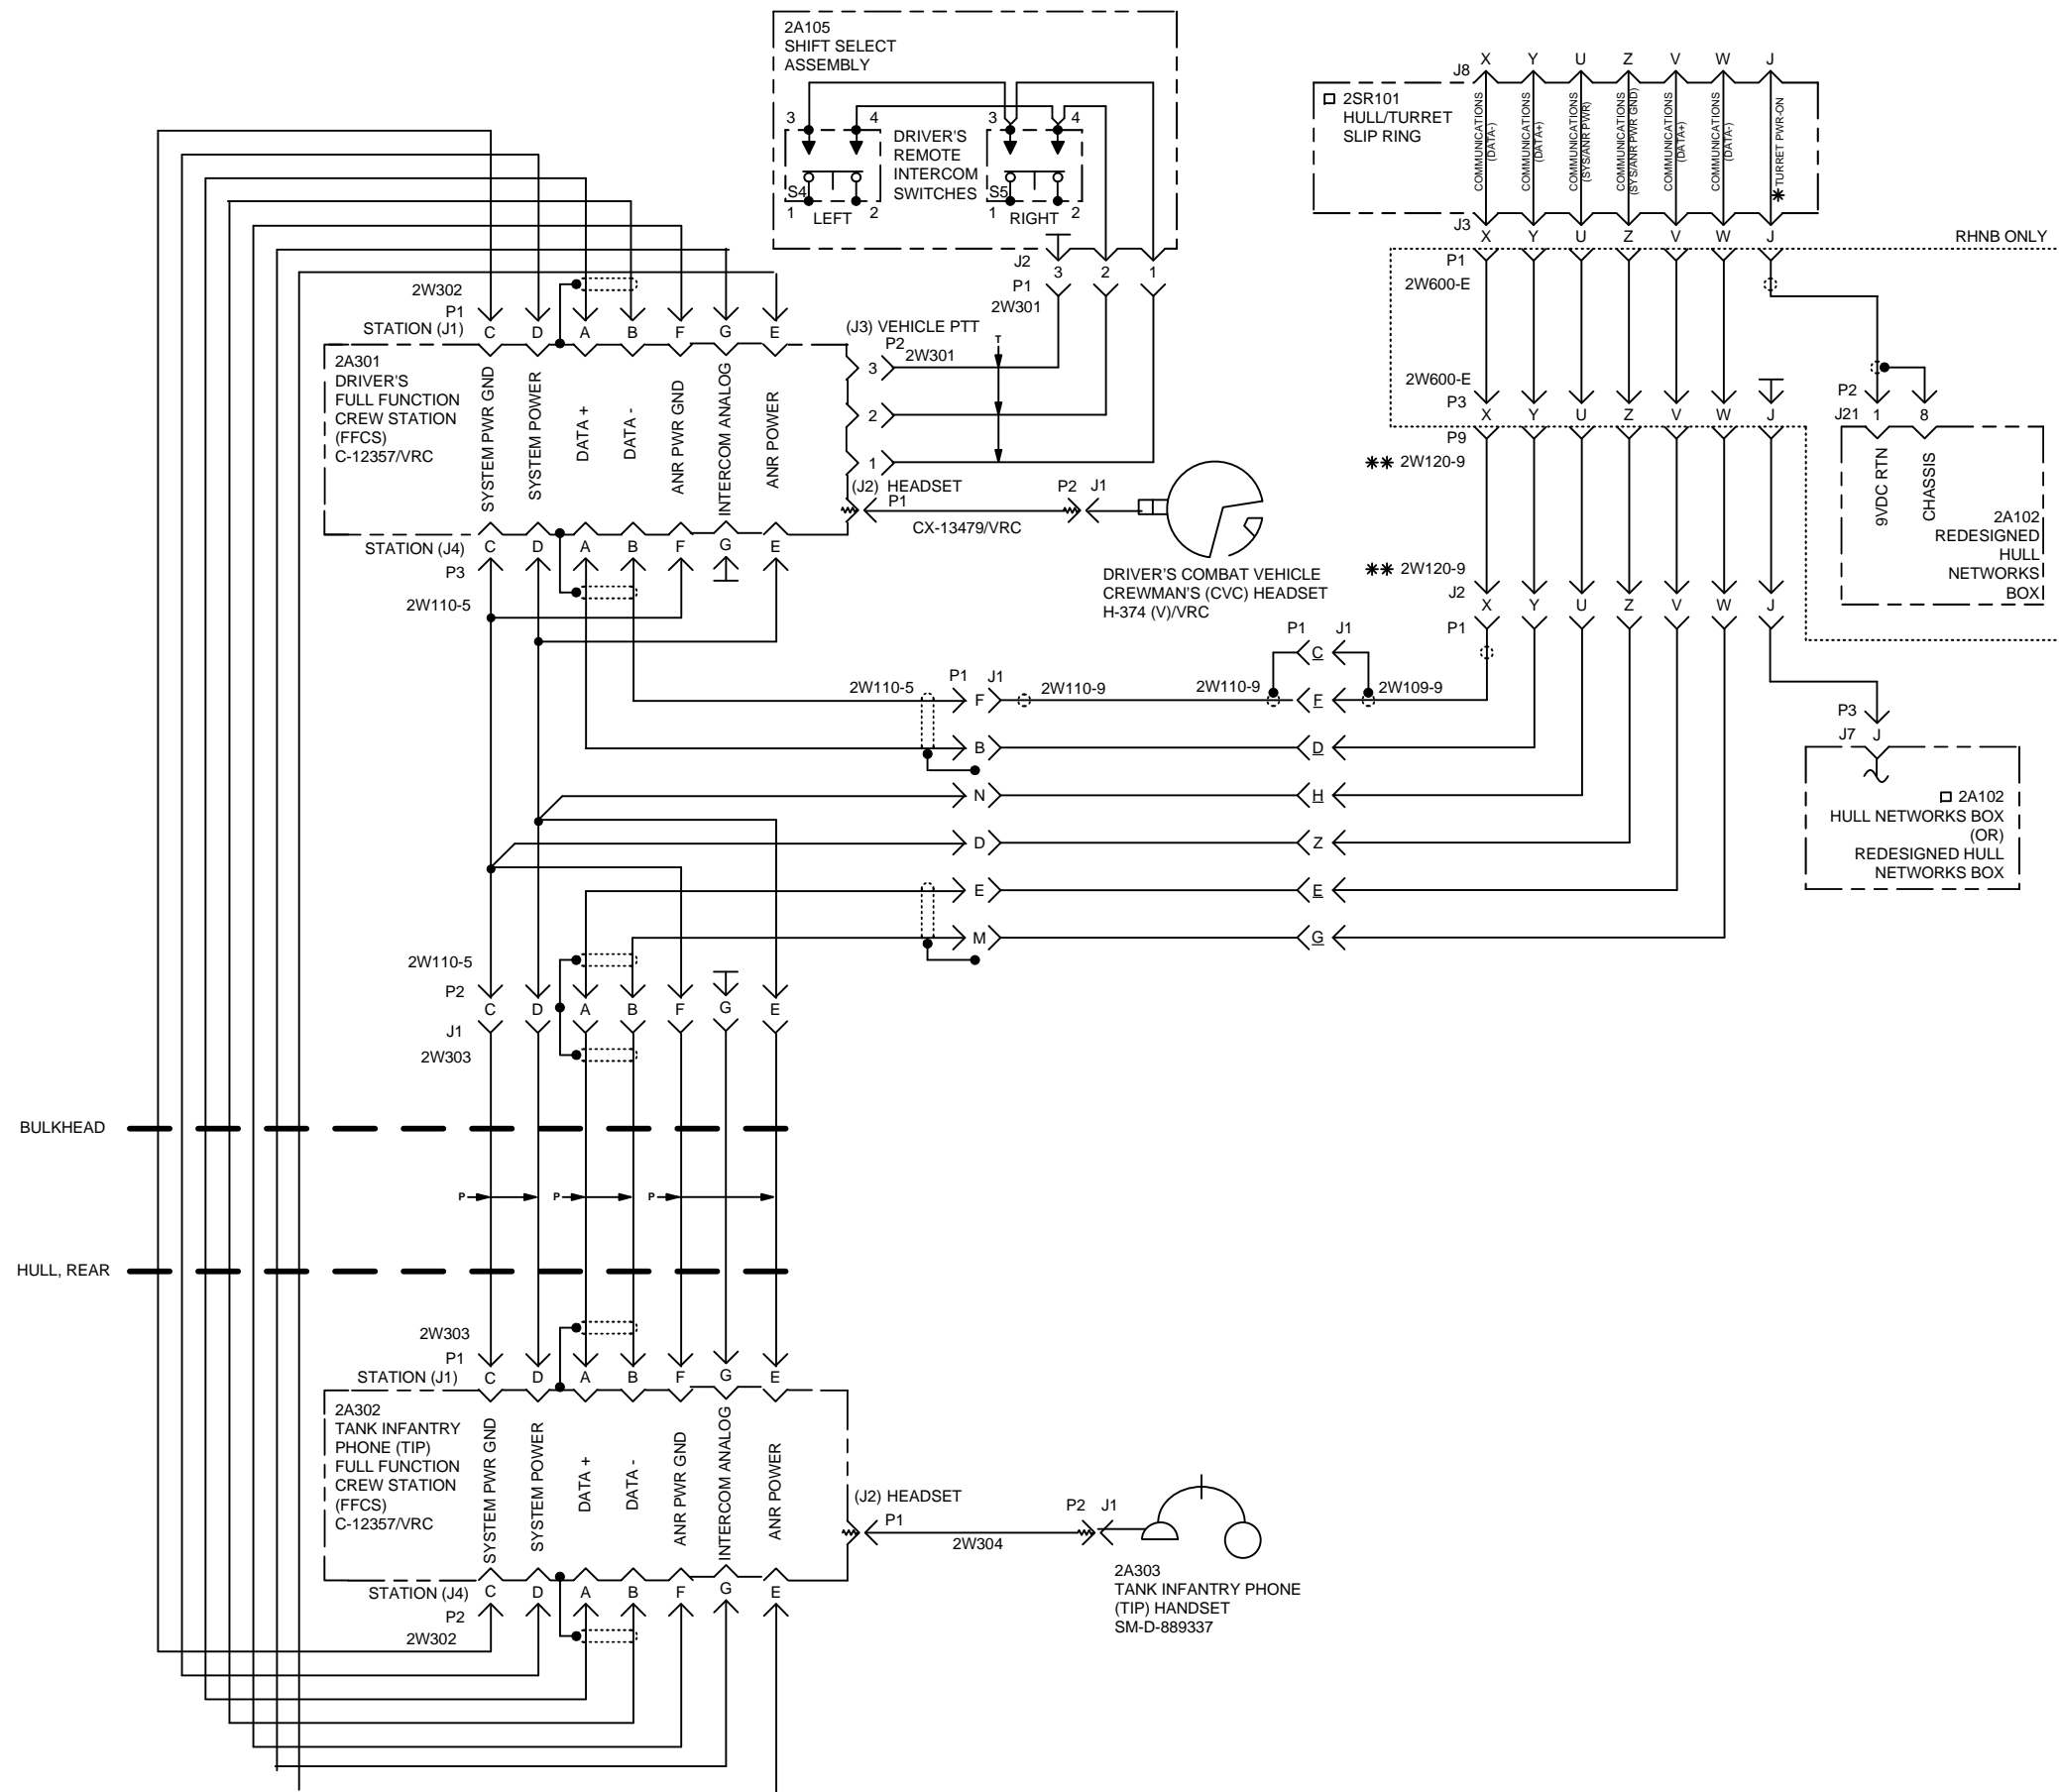 2A105
SHIFT SELECT
ASSEMBLY
3 4
3 4
DRIVER'S
REMOTE
INTERCOM
SWITCHES
S4
1 LEFT 2
S5
1 RIGHT 2
J2
3 2 1
P1
2W301
X Y U Z V W J
J8
2SR101
HULL/TURRET
SLIP RING
COMMUNICATIONS
(DATA-)
COMMUNICATIONS
(DATA+)
COMMUNICATIONS
(SYS/ANR PWR)
COMMUNICATIONS
(SYS/ANR PWR GND)
COMMUNICATIONS
(DATA+)
COMMUNICATIONS
(DATA-)
* TURRET PWR-ON
J3
X Y U Z V W J
RHNB ONLY
P1
2W600-E
2W600-E
P3
X Y U Z V W J
P2
J21 1 8
9VDC RTN
CHASSIS
2A102
REDESIGNED
HULL
NETWORKS
BOX
P9
** 2W120-9
** 2W120-9
J2
X Y U Z V W J
P1
P3
J7 J
2A102
HULL NETWORKS BOX
(OR)
REDESIGNED HULL
NETWORKS BOX
2W302
P1
STATION (J1)
C D A B F G E
2A301
DRIVER'S
FULL FUNCTION
CREW STATION
(FFCS)
C-12357/VRC
SYSTEM PWR GND
SYSTEM POWER
DATA +
DATA -
ANR PWR GND
INTERCOM ANALOG
ANR POWER
(J3) VEHICLE PTT
P2
2W301
T
3
2
1
(J2) HEADSET
P1
CX-13479/VRC
P2 J1
DRIVER'S COMBAT VEHICLE
CREWMAN'S (CVC) HEADSET
H-374 (V)/VRC
STATION (J4)
C D A B F G E
P3
2W110-5
P1 J1
C
2W110-5
P1 J1
F
2W110-9
2W110-9
F
2W109-9
B D
N H
D Z
E E
M G
2W110-5
P2
C D A B F G E
J1
2W303
BULKHEAD
P P P
HULL, REAR
2W303
P1
STATION (J1)
C D A B F G E
2A302
TANK INFANTRY
PHONE (TIP)
FULL FUNCTION
CREW STATION
(FFCS)
C-12357/VRC
SYSTEM PWR GND
SYSTEM POWER
DATA +
DATA -
ANR PWR GND
INTERCOM ANALOG
ANR POWER
(J2) HEADSET
P1
2W304
P2 J1
2A303
TANK INFANTRY PHONE
(TIP) HANDSET
SM-D-889337
STATION (J4)
C D A B F G E
P2
2W302